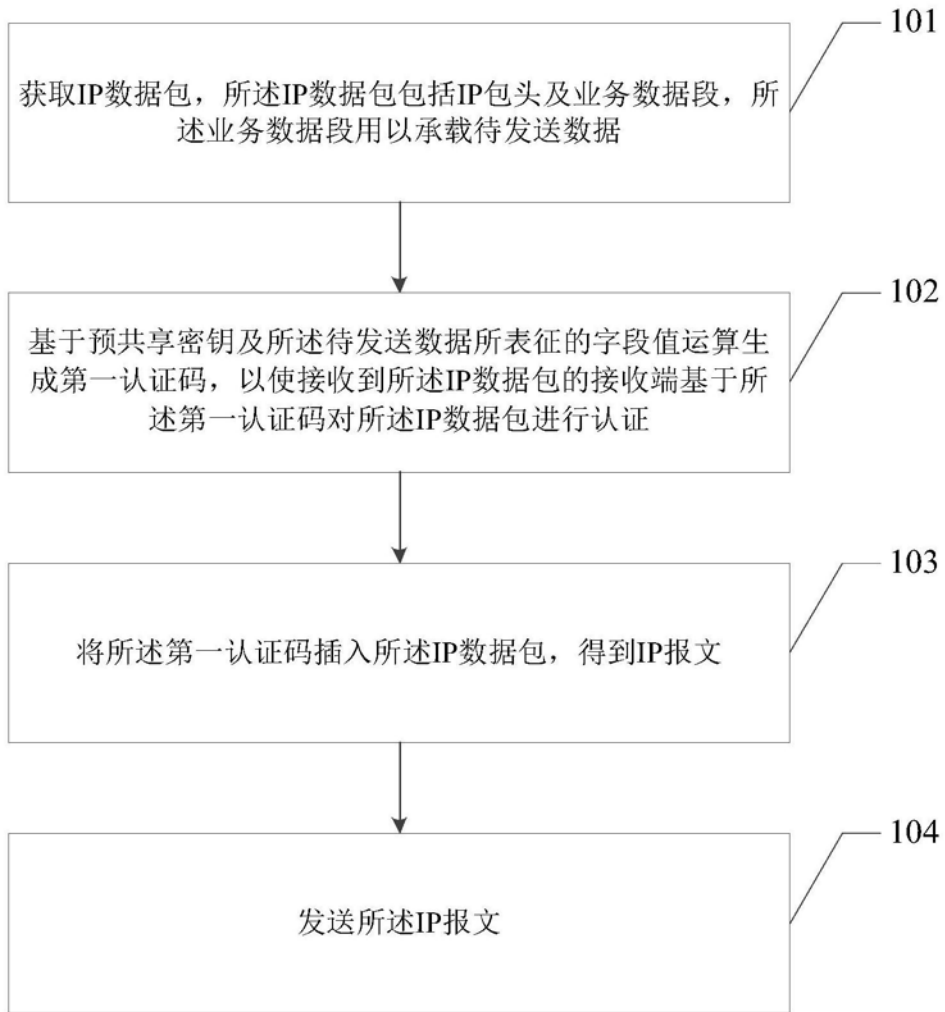 101
获取IP数据包，所述IP数据包包括IP包头及业务数据段，所
述业务数据段用以承载待发送数据
102
基于预共享密钥及所述待发送数据所表征的字段值运算生
成第一认证码，以使接收到所述IP数据包的接收端基于所
述第一认证码对所述IP数据包进行认证
103
将所述第一认证码插入所述IP数据包，得到IP报文
104
发送所述IP报文